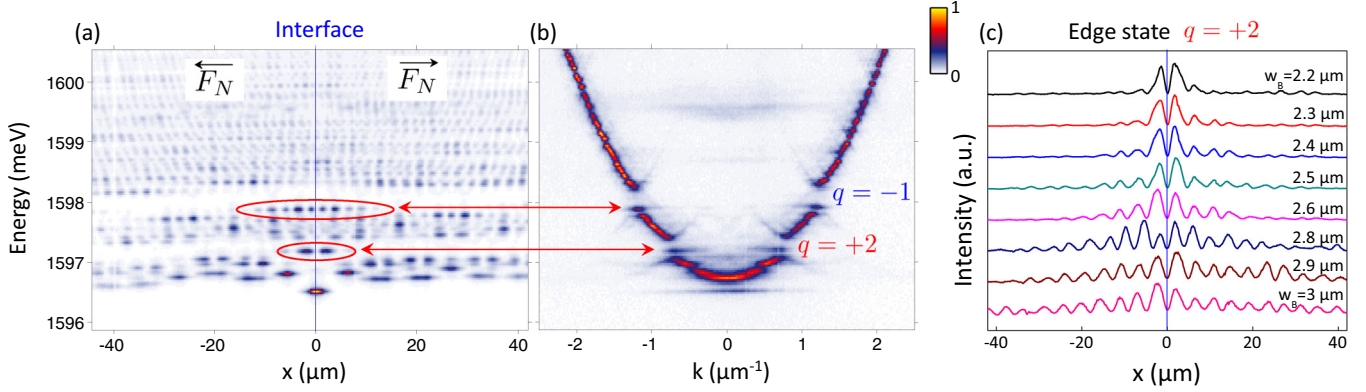 (a)
Interface
(b)
1
0
(c)
Edge state q = +2
F_N
F_N
Energy (meV)
1600
1599
1598
1597
1596
-40
-20
0
20
40
x (μm)
q = −1
q = +2
-2
-1
0
1
2
k (μm⁻¹)
Intensity (a.u.)
w_B=2.2 μm
2.3 μm
2.4 μm
2.5 μm
2.6 μm
2.8 μm
2.9 μm
w_B=3 μm
-40
-20
0
20
40
x (μm)